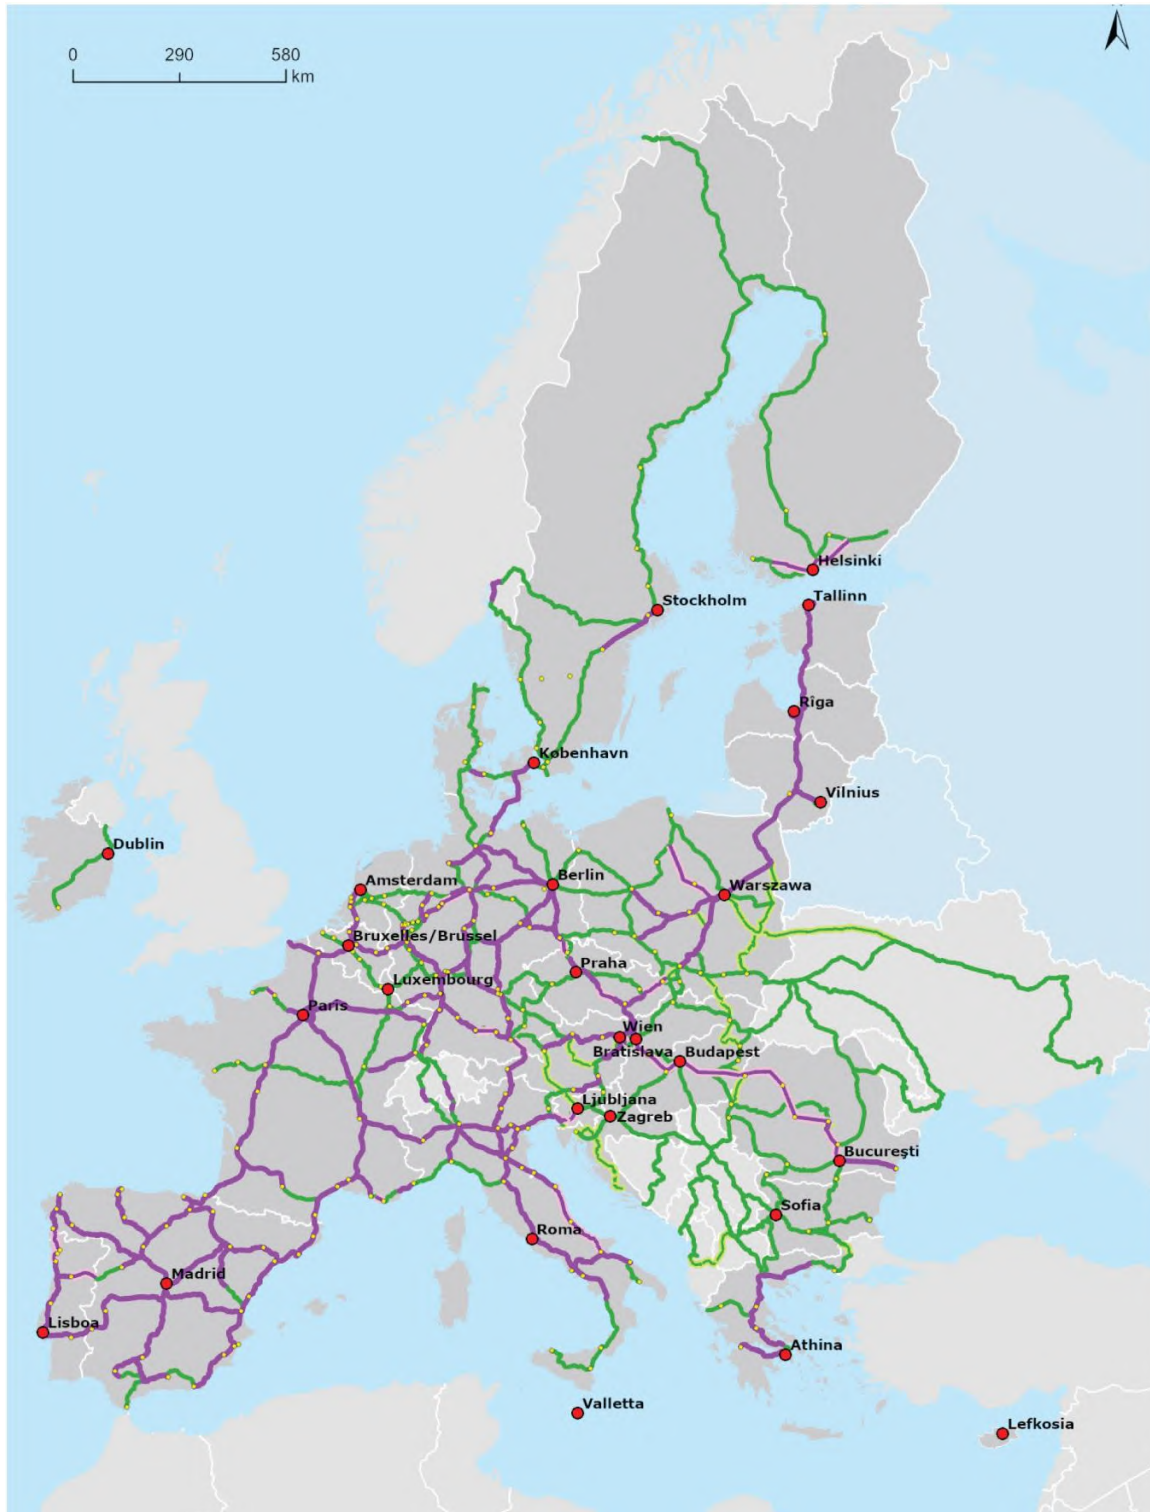 0 290 580
km
Helsinki
Stockholm
Tallinn
Rīga
København
Vilnius
Dublin
Amsterdam
Berlin
Warszawa
Bruxelles/Brussel
Praha
Luxembourg
Paris
Wien
Bratislava
Budapest
Ljubljana
Zagreb
Bucureşti
Sofia
Roma
Madrid
Lisboa
Athina
Valletta
Lefkosia